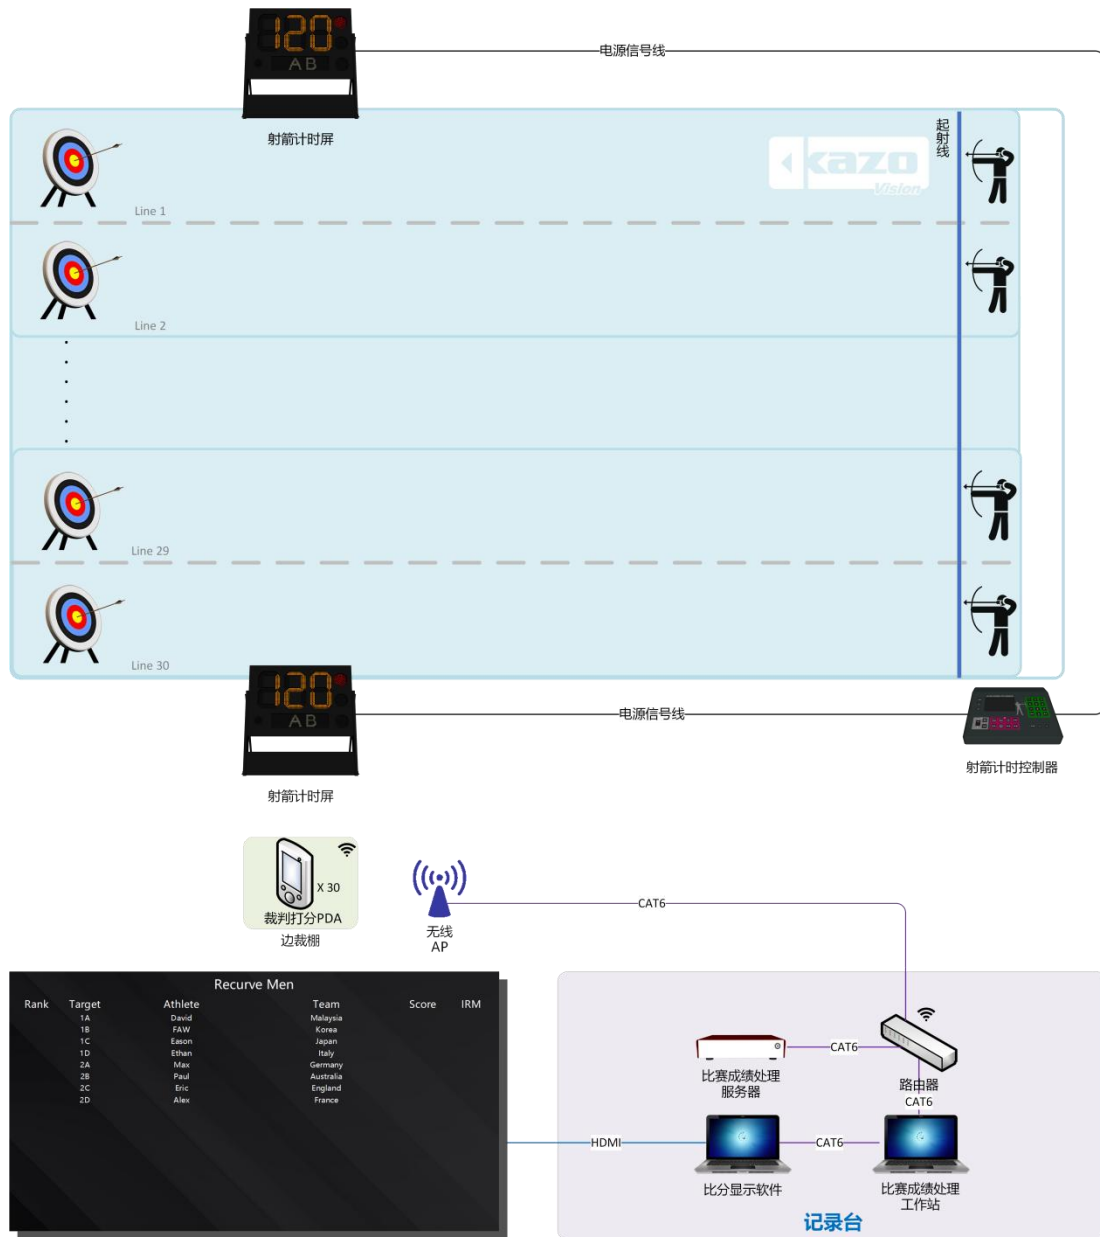 120
AB
电源信号线
射箭计时屏
起射线
kazo
Vision
Line 1
Line 2
Line 29
Line 30
120
AB
电源信号线
射箭计时屏
射箭计时控制器
X 30
裁判打分PDA
边裁棚
无线
AP
CAT6
Recurve Men
Rank Target Athlete Team Score IRM
1A David Malaysia
1B FAW Korea
1C Eason Japan
1D Ethan Italy
2A Max Germany
2B Paul Australia
2C Eric England
2D Alex France
CAT6
比赛成绩处理
服务器
路由器
CAT6
HDMI
CAT6
比分显示软件
比赛成绩处理
工作站
记录台